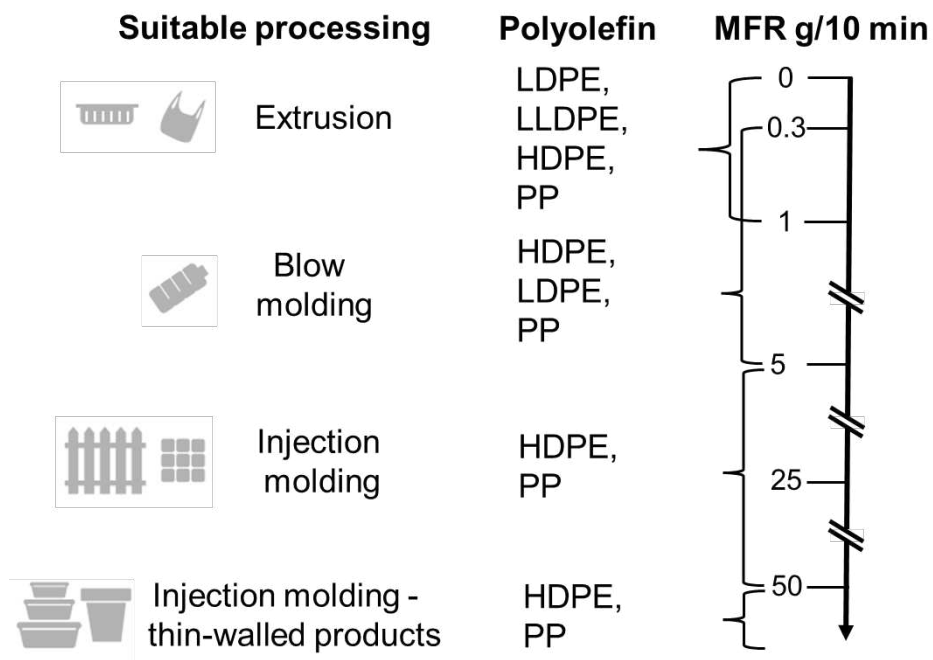 Suitable processing Polyolefin MFR g/10 min
Extrusion
LDPE,
LLDPE,
HDPE,
PP
0
0.3
1
Blow
molding
HDPE,
LDPE,
PP
5
Injection
molding
HDPE,
PP
25
50
Injection molding -
thin-walled products
HDPE,
PP